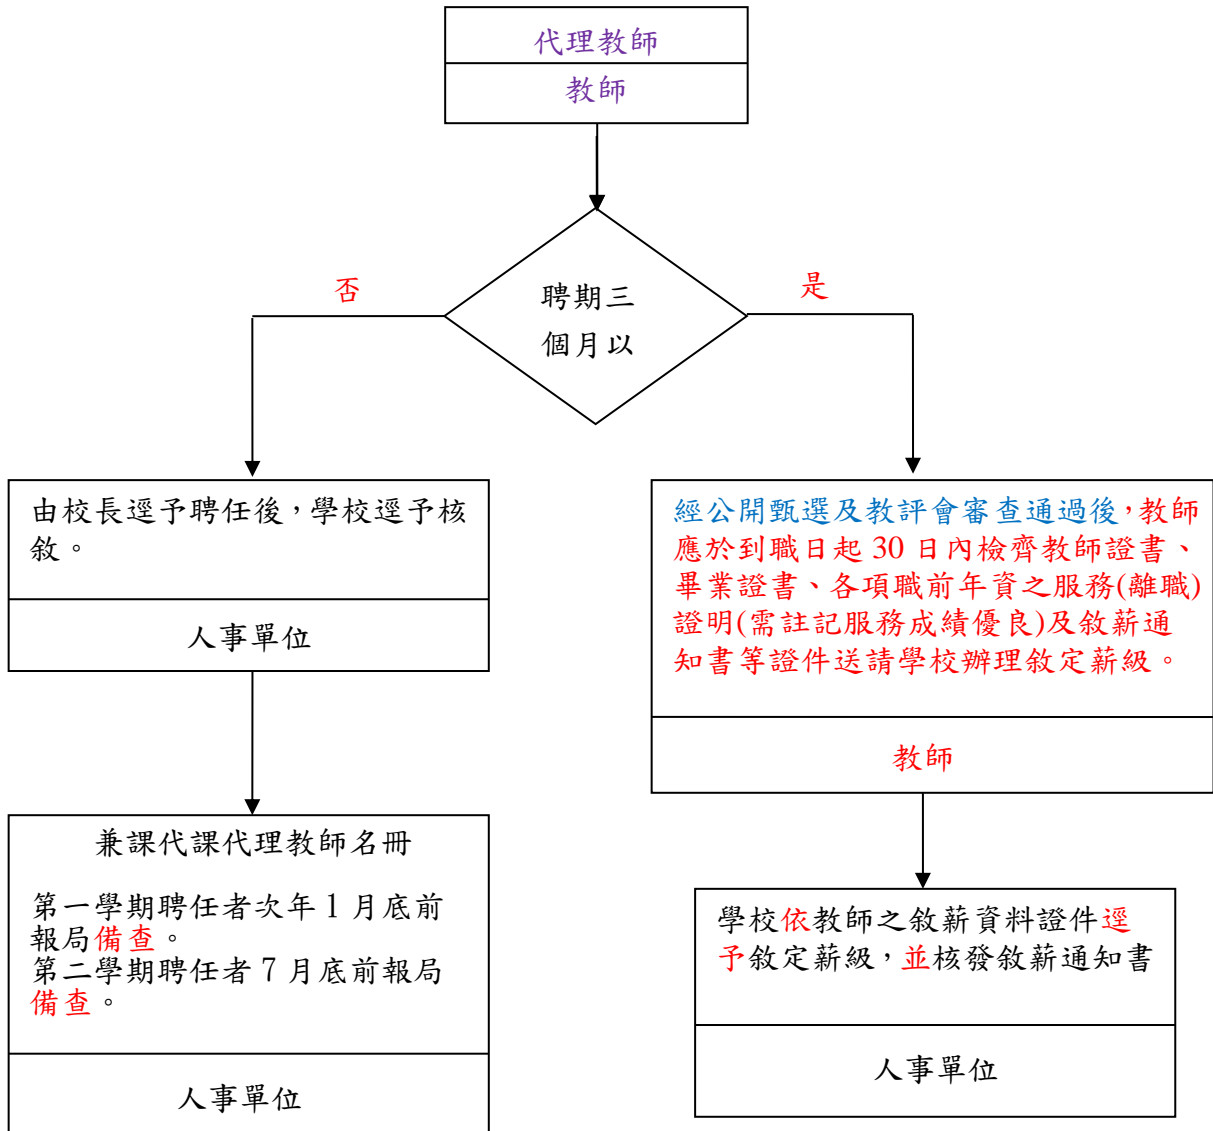 代理教師
教師
聘期三
個月以
否
是
由校長逕予聘任後，學校逕予核
敘。
人事單位
經公開甄選及教評會審查通過後，教師
應於到職日起 30 日內檢齊教師證書、
畢業證書、各項職前年資之服務(離職)
證明(需註記服務成績優良)及敘薪通
知書等證件送請學校辦理敘定薪級。
教師
兼課代課代理教師名冊
第一學期聘任者次年 1 月底前
報局備查。
第二學期聘任者 7 月底前報局
備查。
人事單位
學校依教師之敘薪資料證件逕
予敘定薪級，並核發敘薪通知書
人事單位